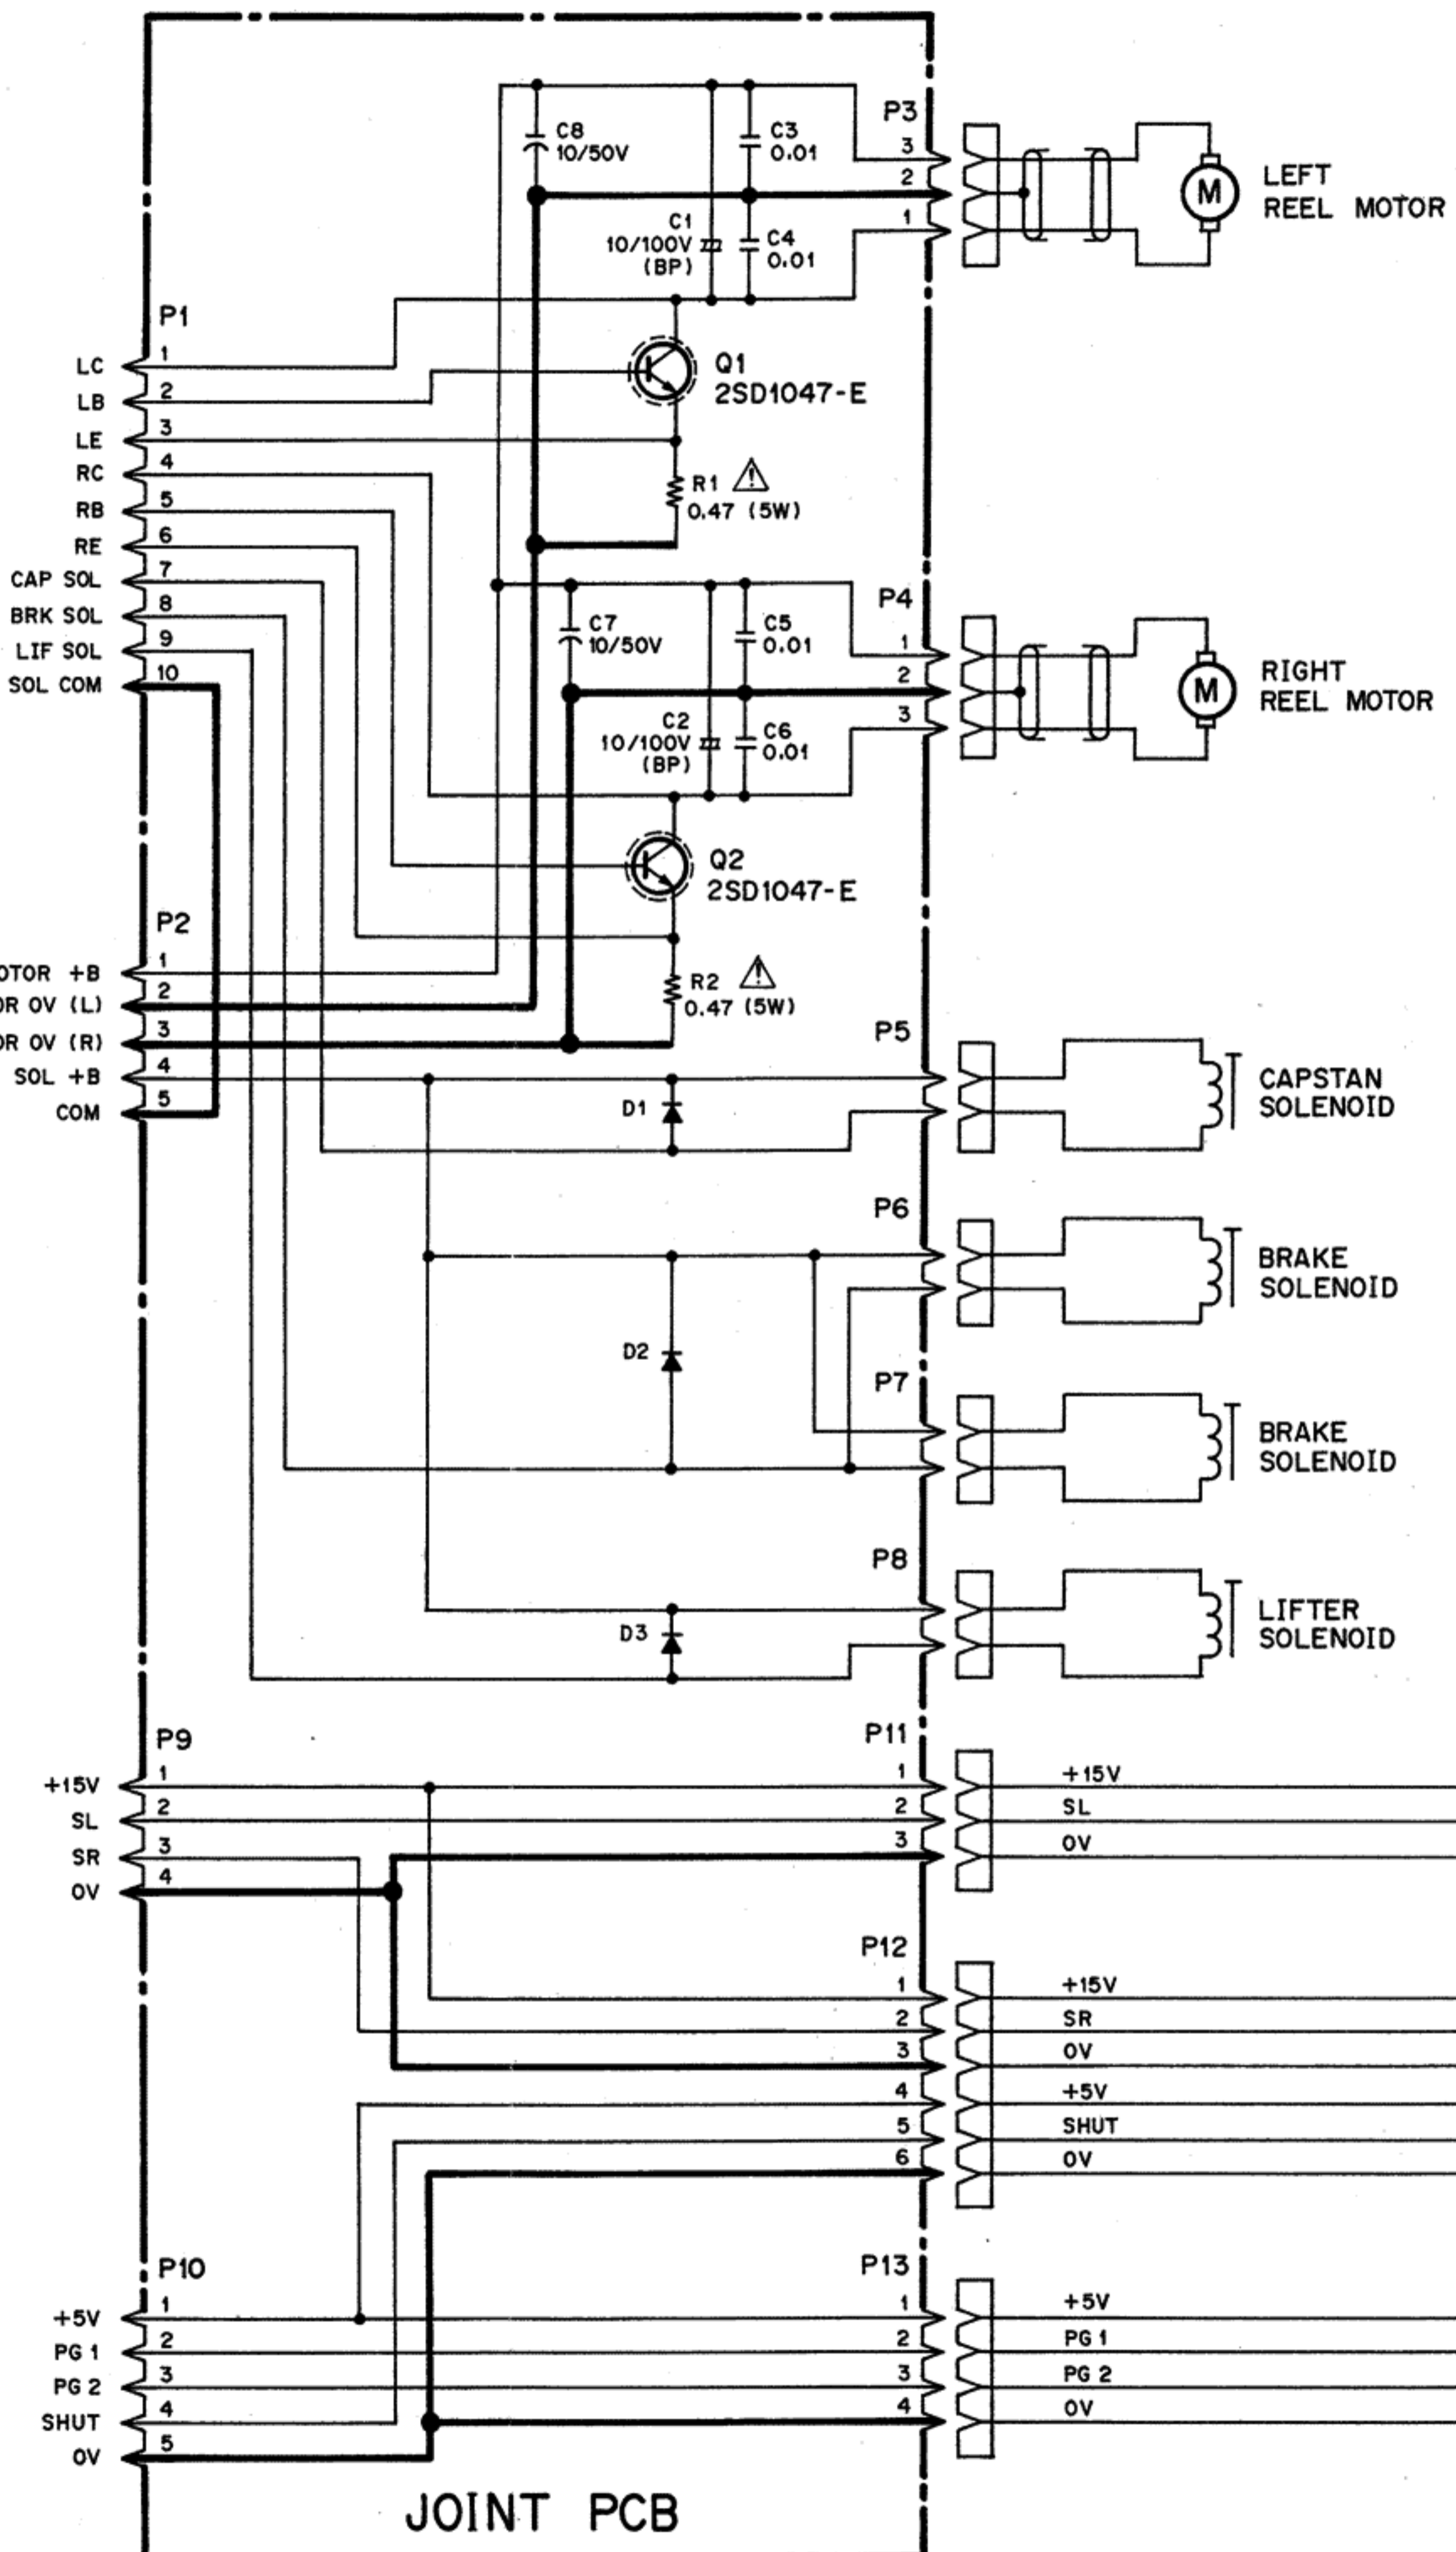 P3
3
C8
10/50V
C3
0.01
2
LEFT
REEL MOTOR
M
C1
10/100V
(BP)
C4
0.01
1
P1
LC 1
LB 2
LE 3
RC 4
RB 5
RE 6
CAP SOL 7
BRK SOL 8
LIF SOL 9
SOL COM 10
Q1
2SD1047-E
R1
0.47 (5W)
P4
1
C7
10/50V
C5
0.01
2
RIGHT
REEL MOTOR
M
C2
10/100V
(BP)
C6
0.01
3
Q2
2SD1047-E
R2
0.47 (5W)
P2
OTOR +B 1
OR OV (L) 2
OR OV (R) 3
SOL +B 4
COM 5
P5
D1
CAPSTAN
SOLENOID
P6
BRAKE
SOLENOID
D2
P7
BRAKE
SOLENOID
P8
D3
LIFTER
SOLENOID
P9
+15V 1
SL 2
SR 3
OV 4
P11
1 +15V
2 SL
3 OV
P12
1 +15V
2 SR
3 OV
4 +5V
5 SHUT
6 OV
P10
+5V 1
PG 1 2
PG 2 3
SHUT 4
OV 5
P13
1 +5V
2 PG 1
3 PG 2
4 OV
JOINT PCB